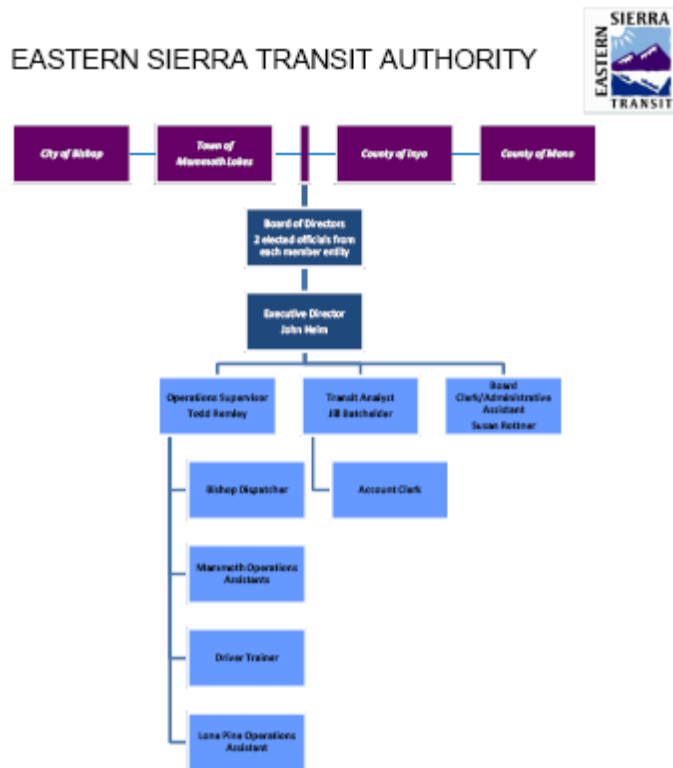 EASTERN SIERRA TRANSIT AUTHORITY
SIERRA
EASTERN
TRANSIT
City of Bishop
Town of
Mammoth Lakes
County of Inyo
County of Mono
Board of Directors
2 elected officials from
each member entity
Executive Director
John Helm
Operations Supervisor
Todd Remley
Transit Analyst
Jill Batchelder
Board
Clerk/Administrative
Assistant
Susan Rottner
Bishop Dispatcher
Account Clerk
Mammoth Operations
Assistants
Driver Trainer
Lone Pine Operations
Assistant